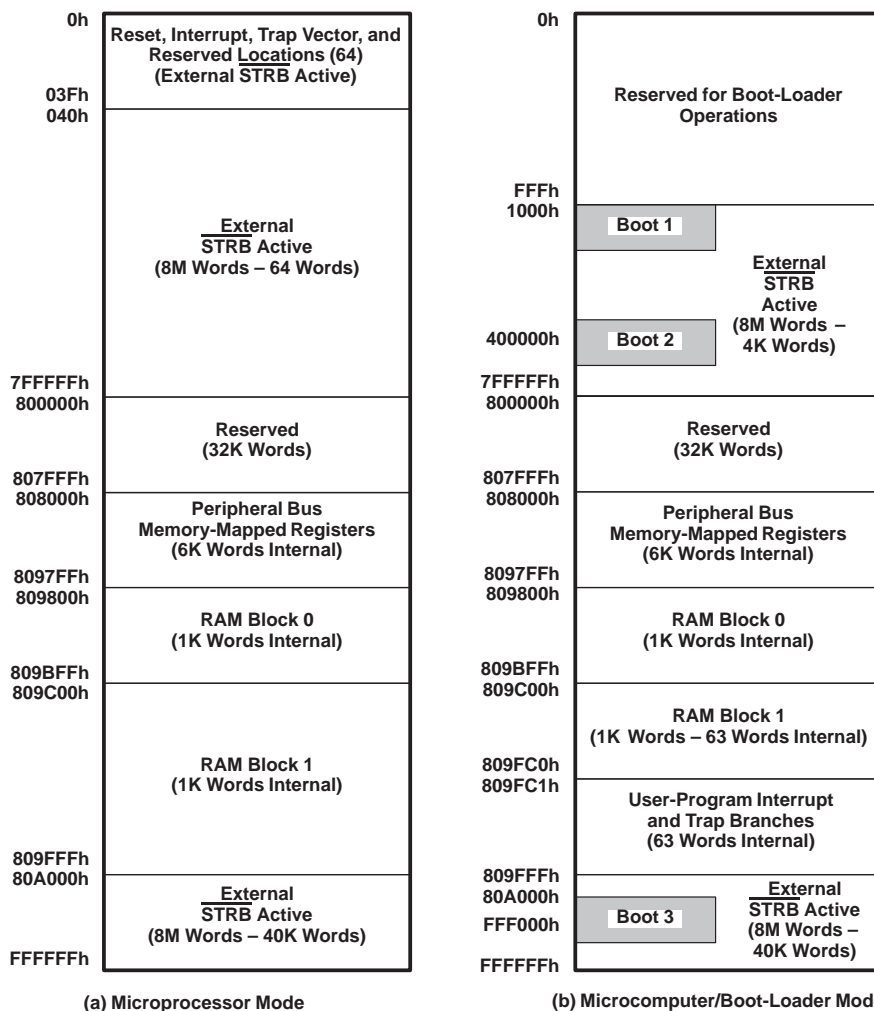 0h
Reset, Interrupt, Trap Vector, and
Reserved Locations (64)
(External STRB Active)
03Fh
040h
External
STRB Active
(8M Words – 64 Words)
7FFFFFh
800000h
Reserved
(32K Words)
807FFFh
808000h
Peripheral Bus
Memory-Mapped Registers
(6K Words Internal)
8097FFh
809800h
RAM Block 0
(1K Words Internal)
809BFFh
809C00h
RAM Block 1
(1K Words Internal)
809FFFh
80A000h
External
STRB Active
(8M Words – 40K Words)
FFFFFFh
(a) Microprocessor Mode
0h
Reserved for Boot-Loader
Operations
FFFh
1000h
Boot 1
External
STRB
Active
(8M Words –
4K Words)
400000h
Boot 2
7FFFFFh
800000h
Reserved
(32K Words)
807FFFh
808000h
Peripheral Bus
Memory-Mapped Registers
(6K Words Internal)
8097FFh
809800h
RAM Block 0
(1K Words Internal)
809BFFh
809C00h
RAM Block 1
(1K Words – 63 Words Internal)
809FC0h
809FC1h
User-Program Interrupt
and Trap Branches
(63 Words Internal)
809FFFh
80A000h
External
STRB Active
(8M Words –
40K Words)
Boot 3
FFF000h
FFFFFFh
(b) Microcomputer/Boot-Loader Mod